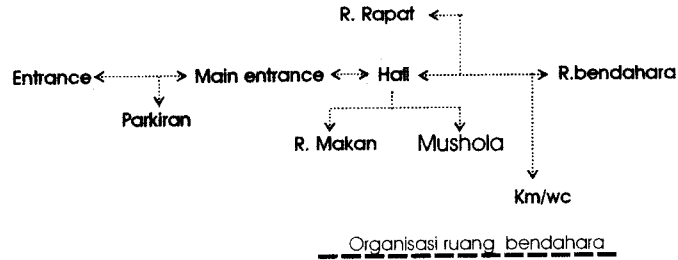 R. Rapat
Entrance Main entrance Hall R.bendahara
Parkiran
R. Makan Mushola
Km/wc
Organisasi ruang bendahara